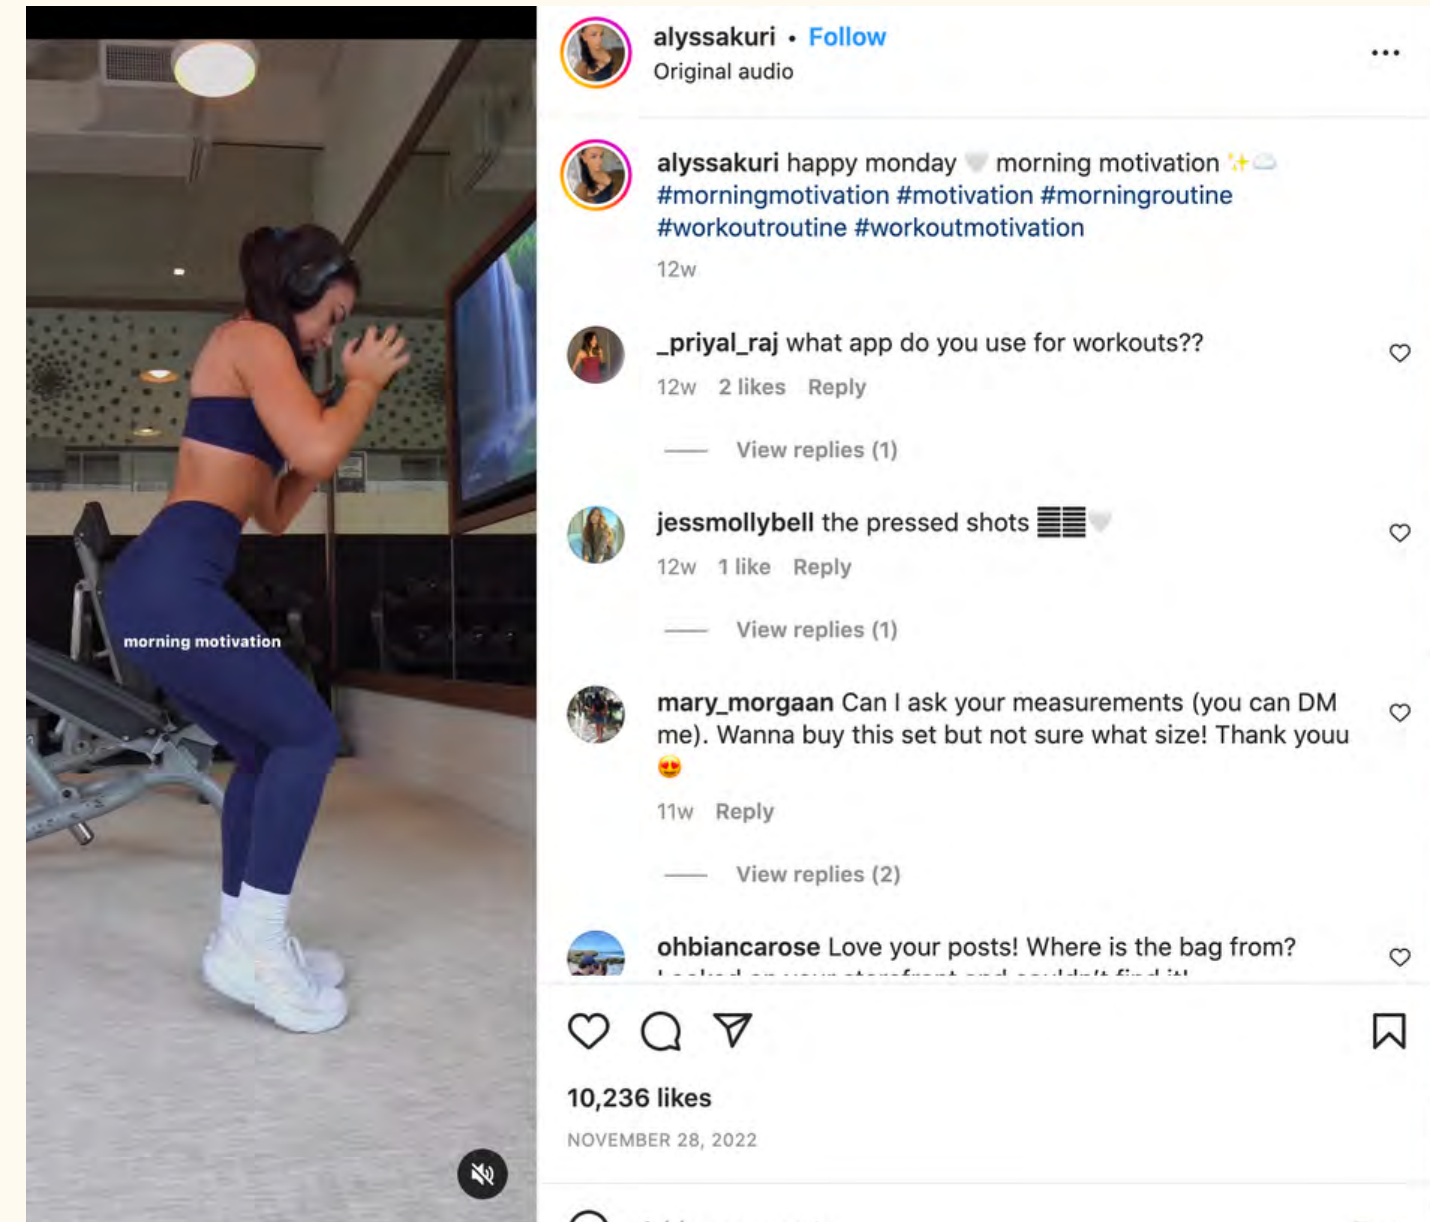 alyssakuri • Follow
Original audio
alyssakuri happy monday 🤍 morning motivation ✨☁️
#morningmotivation #motivation #morningroutine
#workoutroutine #workoutmotivation
12w
_priyal_raj what app do you use for workouts??
12w 2 likes Reply
View replies (1)
jessmollybell the pressed shots 🤍
12w 1 like Reply
View replies (1)
morning motivation
mary_morgaan Can I ask your measurements (you can DM
me). Wanna buy this set but not sure what size! Thank youu
😍
11w Reply
View replies (2)
ohbiancarose Love your posts! Where is the bag from?
10,236 likes
NOVEMBER 28, 2022